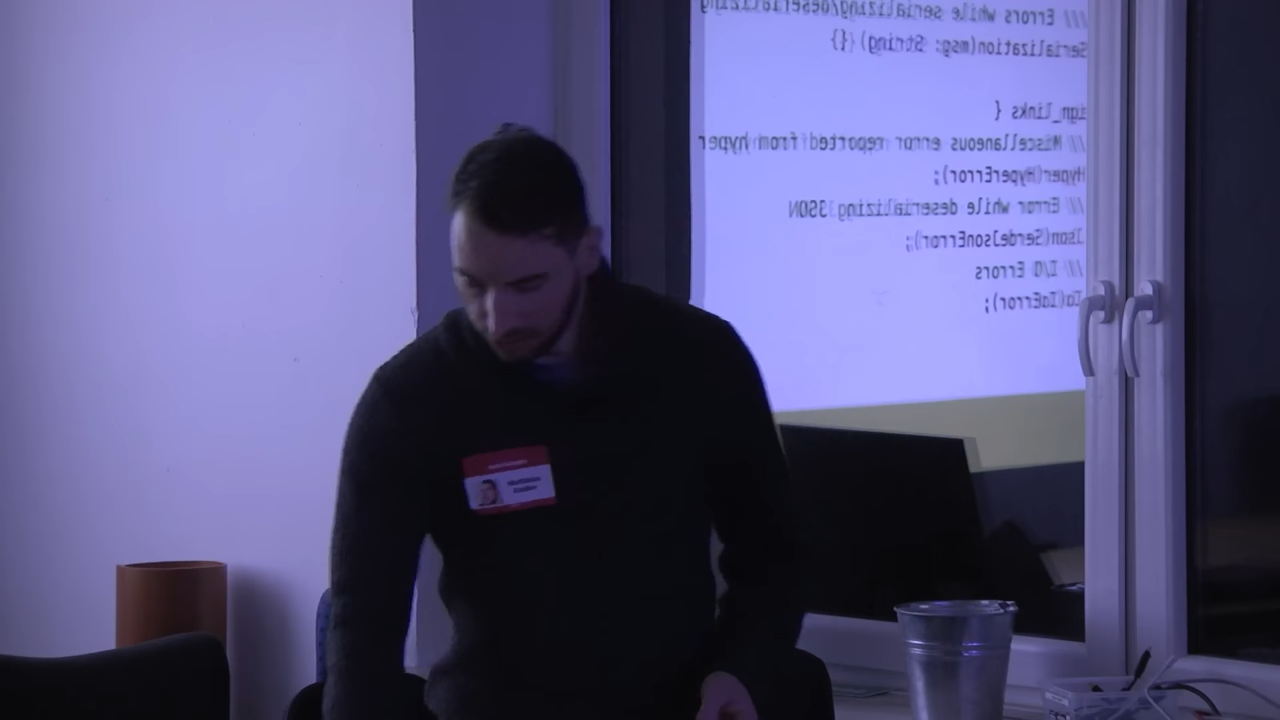 /// Errors while serializing/deserializing
Serialization(msg: String) {}
ign_links {
/// Miscellaneous error reported from hyper
Hyper(HyperError);
/// Error while deserializing JSON
Json(SerdeJsonError);
/// I/O Errors
Io(IoError);